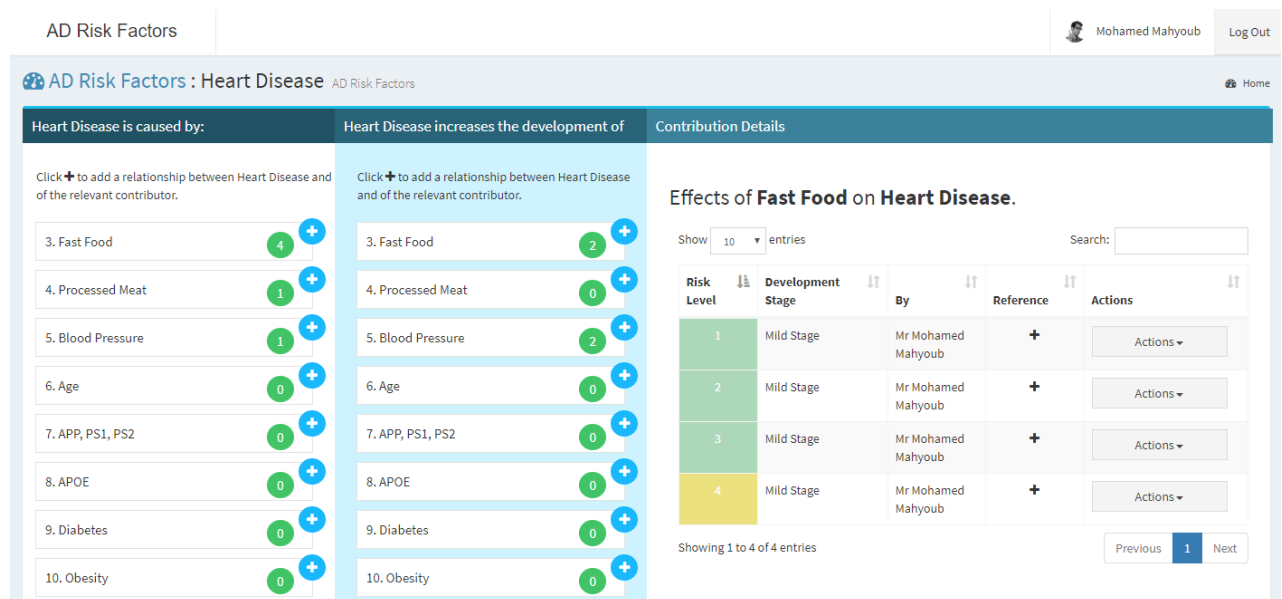 AD Risk Factors
Mohamed Mahyoub
Log Out
AD Risk Factors : Heart Disease AD Risk Factors
Home
Heart Disease is caused by:
Click + to add a relationship between Heart Disease and
of the relevant contributor.
3. Fast Food 4
4. Processed Meat 1
5. Blood Pressure 1
6. Age 0
7. APP, PS1, PS2 0
8. APOE 0
9. Diabetes 0
10. Obesity 0
Heart Disease increases the development of
Click + to add a relationship between Heart Disease
and of the relevant contributor.
3. Fast Food 2
4. Processed Meat 0
5. Blood Pressure 2
6. Age 0
7. APP, PS1, PS2 0
8. APOE 0
9. Diabetes 0
10. Obesity 0
Contribution Details
Effects of Fast Food on Heart Disease.
Show 10 entries
Search:
Risk Level
Development Stage
By
Reference
Actions
1 Mild Stage Mr Mohamed Mahyoub + Actions
2 Mild Stage Mr Mohamed Mahyoub + Actions
3 Mild Stage Mr Mohamed Mahyoub + Actions
4 Mild Stage Mr Mohamed Mahyoub + Actions
Showing 1 to 4 of 4 entries
Previous 1 Next